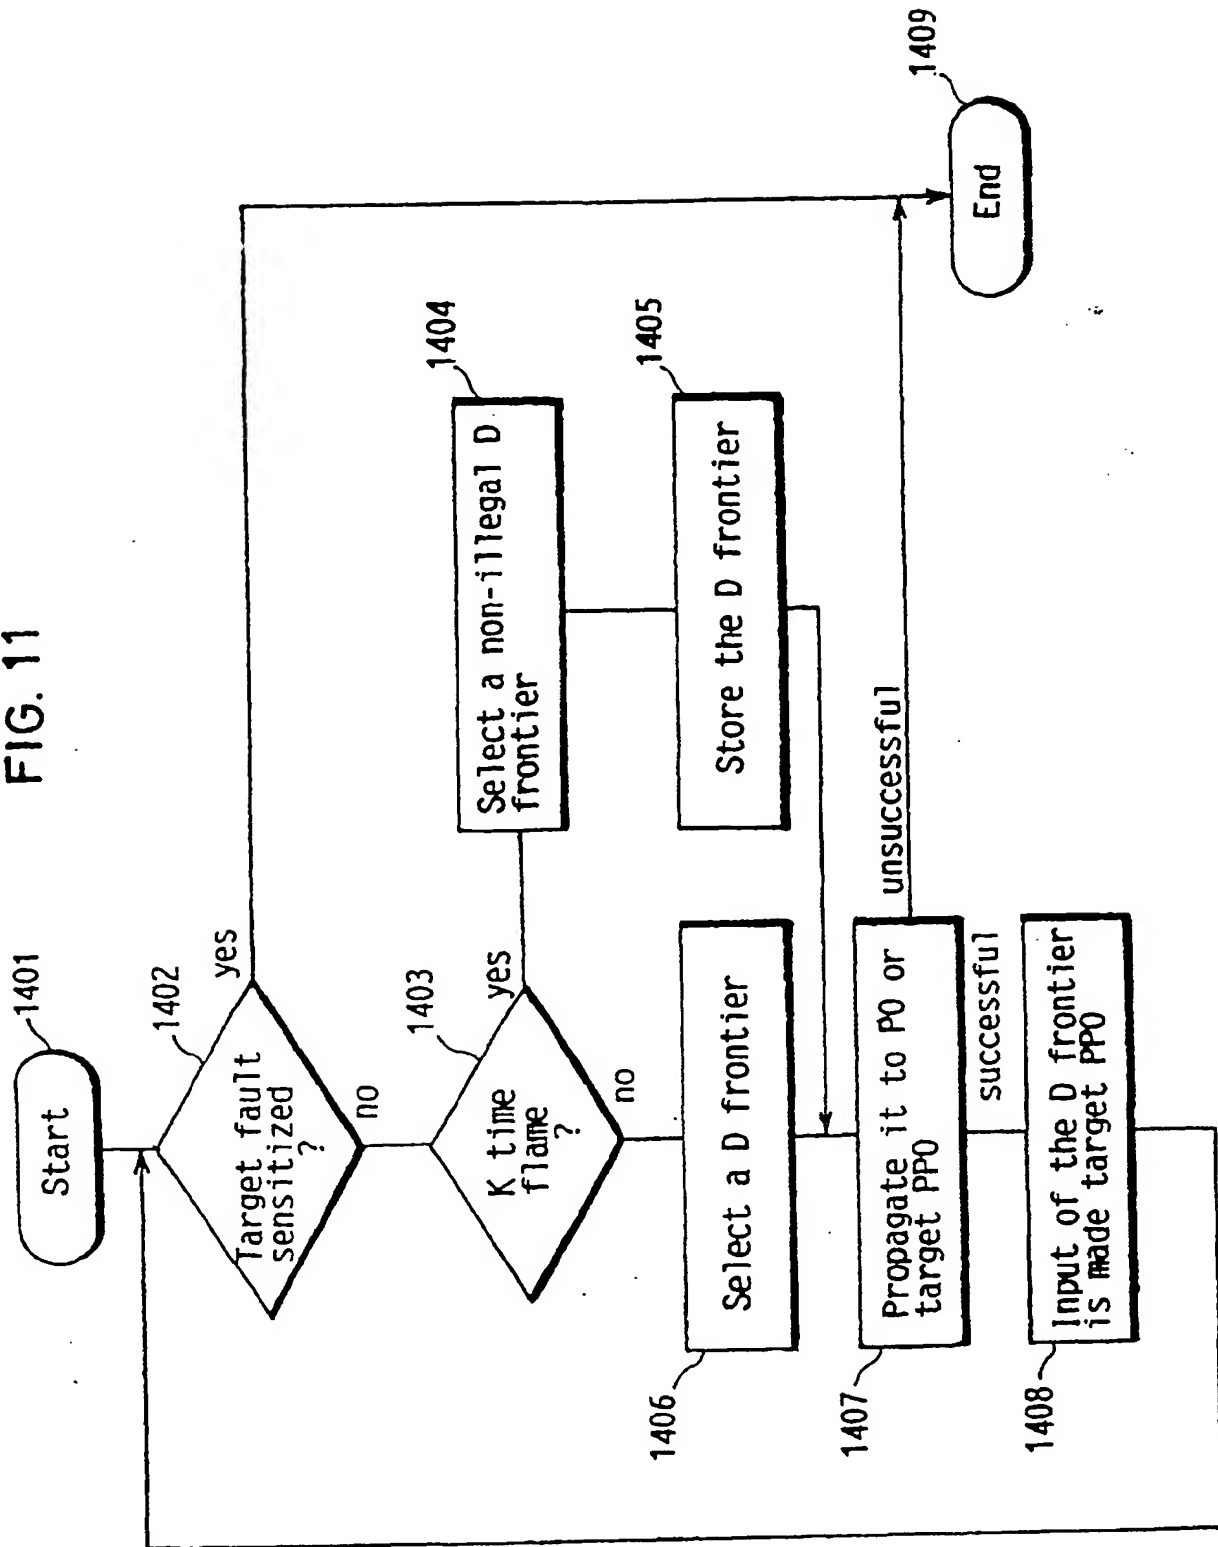 FIG. 11
1401
Start
1402
Target fault
sensitized
?
yes
no
1403
K time
flame
?
yes
no
1404
Select a non-illegal D
frontier
1405
Store the D frontier
1406
Select a D frontier
1407
Propagate it to PO or
target PPO
unsuccessful
successful
1408
Input of the D frontier
is made target PPO
1409
End